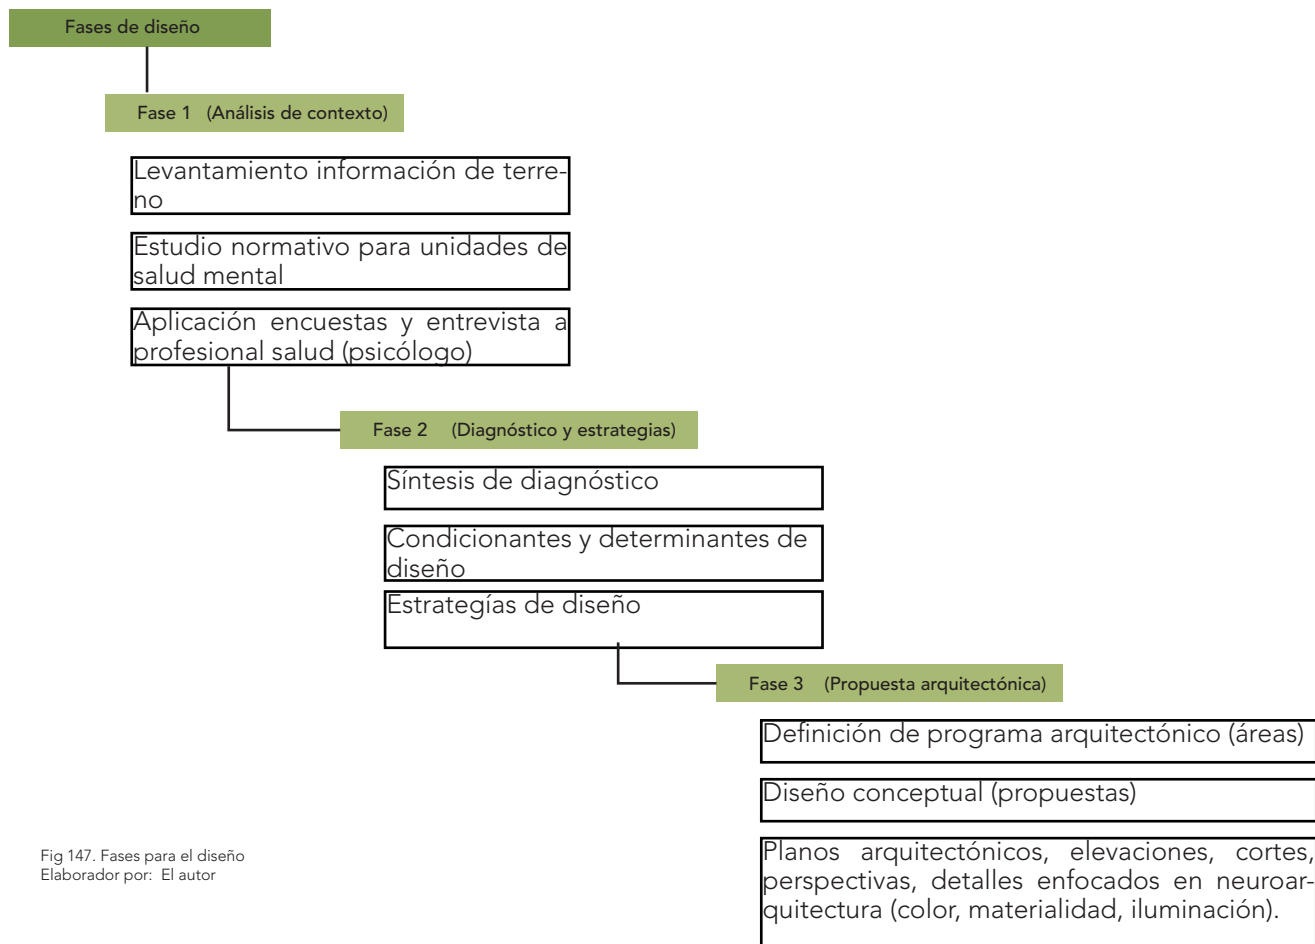 Fases de diseño
Fase 1 (Análisis de contexto)
Levantamiento información de terre-
no
Estudio normativo para unidades de
salud mental
Aplicación encuestas y entrevista a
profesional salud (psicólogo)
Fase 2 (Diagnóstico y estrategias)
Síntesis de diagnóstico
Condicionantes y determinantes de
diseño
Estrategías de diseño
Fase 3 (Propuesta arquitectónica)
Definición de programa arquitectónico (áreas)
Diseño conceptual (propuestas)
Planos arquitectónicos, elevaciones, cortes,
perspectivas, detalles enfocados en neuroar-
quitectura (color, materialidad, iluminación).
Fig 147. Fases para el diseño
Elaborador por: El autor